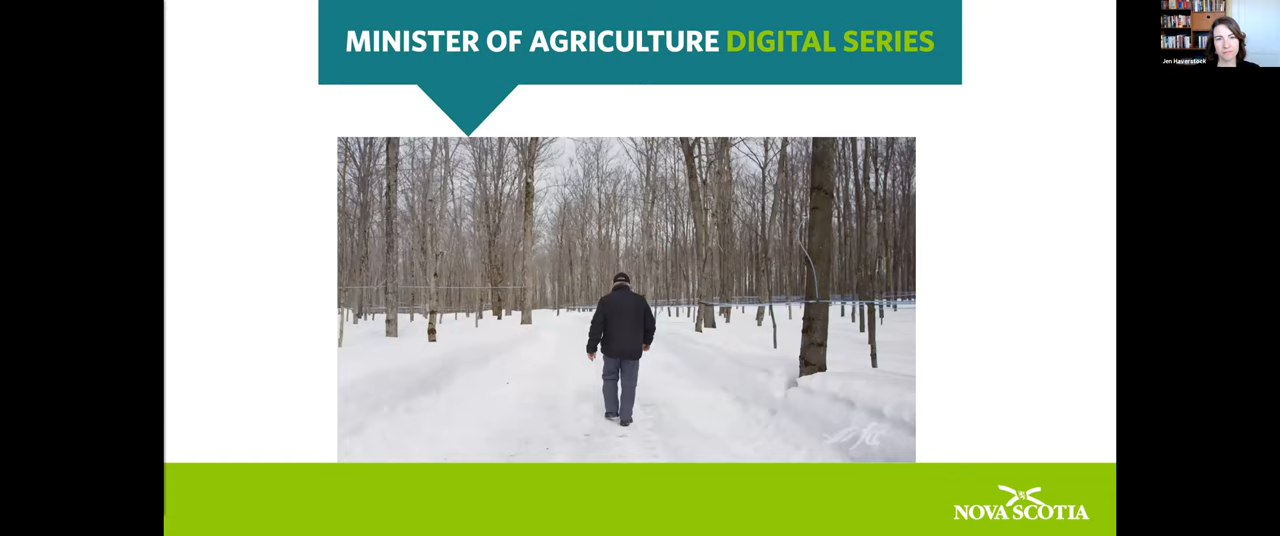 MINISTER OF AGRICULTURE DIGITAL SERIES
Jen Haverstock
NOVA SCOTIA